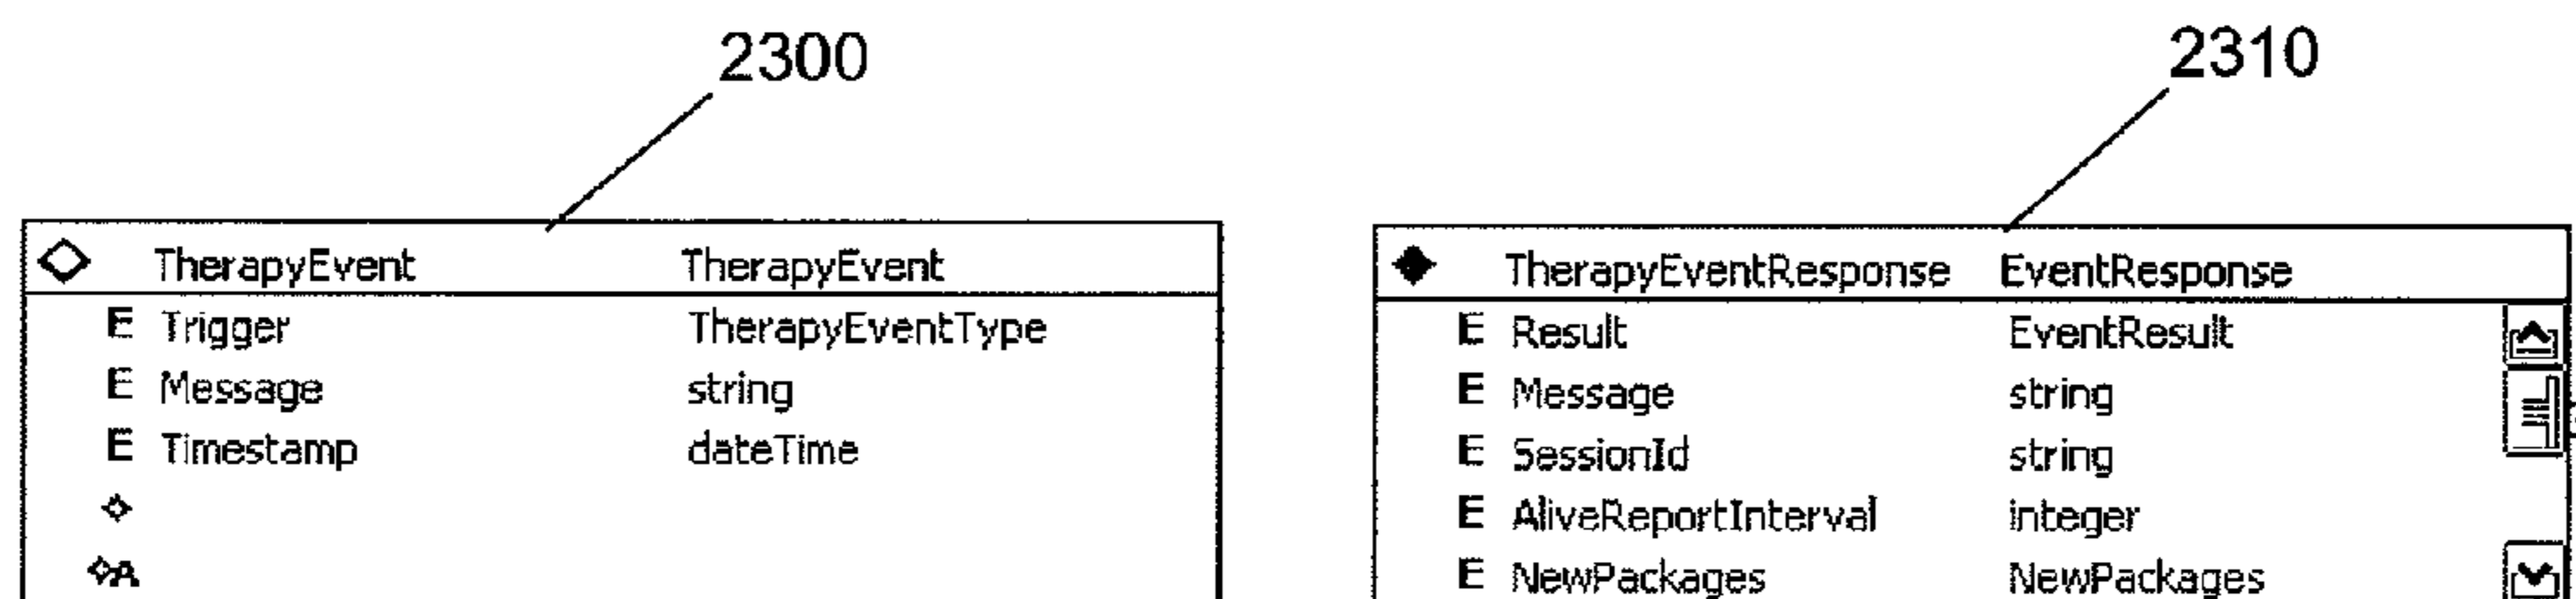 2300
2310
TherapyEvent TherapyEvent
E Trigger TherapyEventType
E Message string
E Timestamp dateTime
A
TherapyEventResponse EventResponse
E Result EventResult
E Message string
E SessionId string
E AliveReportInterval integer
E NewPackages NewPackages